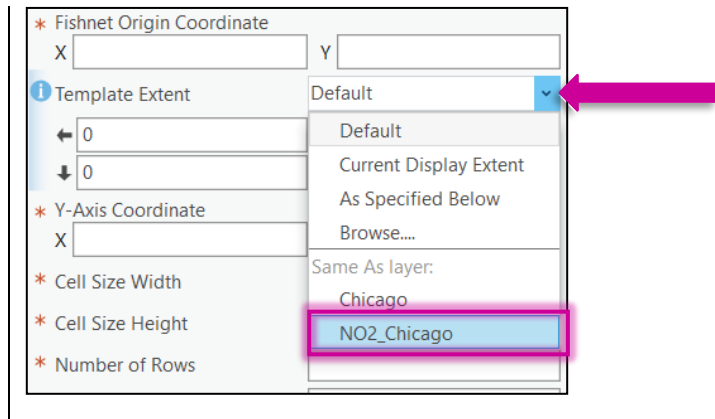 * Fishnet Origin Coordinate
X Y
Template Extent Default
0 Default
Current Display Extent
0 As Specified Below
* Y-Axis Coordinate Browse....
X
Same As layer:
* Cell Size Width
Chicago
* Cell Size Height NO2_Chicago
* Number of Rows